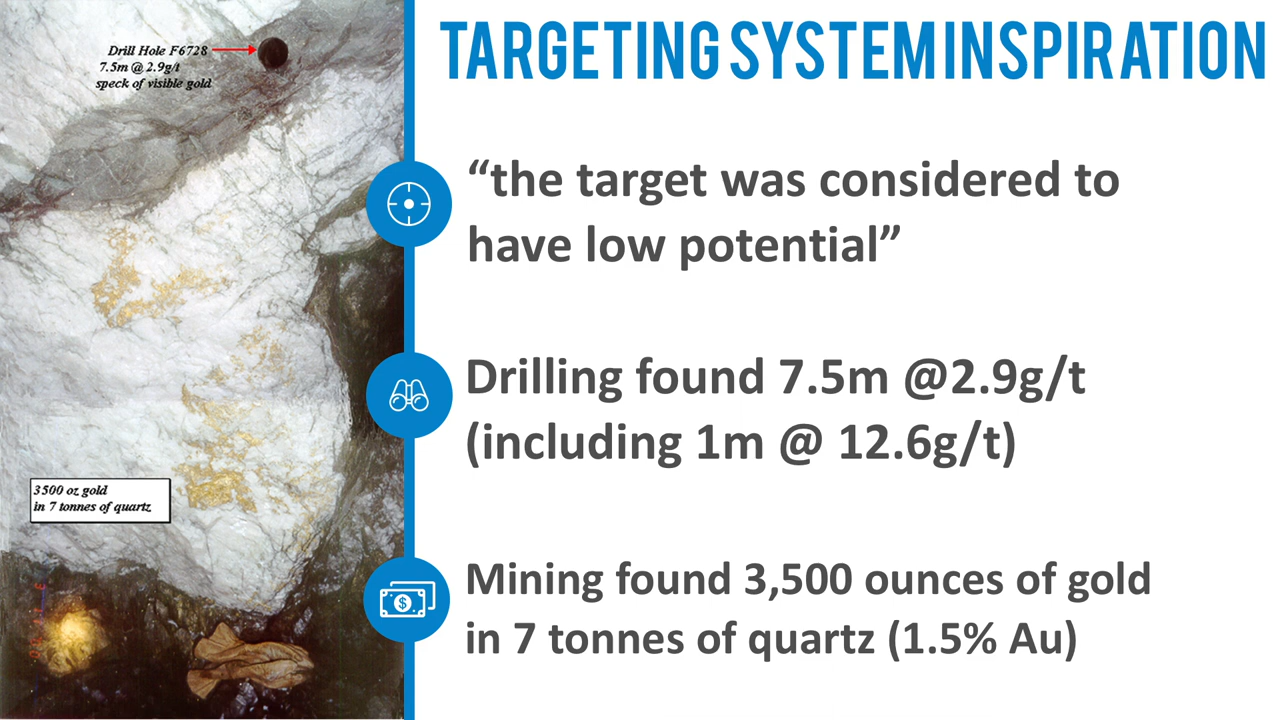 Drill Hole F6728
7.5m @ 2.9g/t
speck of visible gold
TARGETING SYSTEM INSPIRATION
“the target was considered to
have low potential”
Drilling found 7.5m @2.9g/t
(including 1m @ 12.6g/t)
3500 oz gold
in 7 tonnes of quartz
Mining found 3,500 ounces of gold
in 7 tonnes of quartz (1.5% Au)